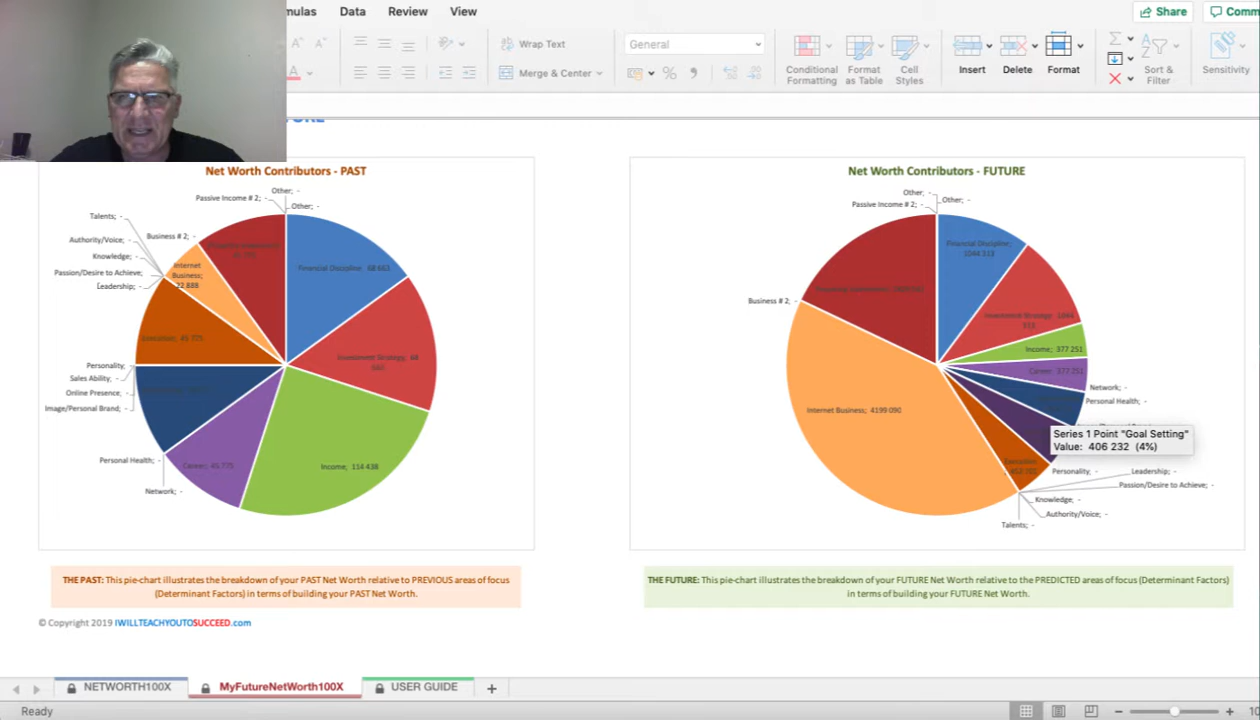 Data
Review
View
Share
Wrap Text
General
Merge & Center
Conditional
Formatting
Format
as Table
Cell
Styles
Insert
Delete
Format
Sort &
Filter
Sensitivity
Net Worth Contributors - PAST
Other; -
Passive Income # 2; -
Other; -
Talents; -
Business # 2; -
Authority/Voice; -
Knowledge; -
Passion/Desire to Achieve;
Leadership; -
Internet
Business;
22 888
Financial Discipline; 68 663
Investment Strategy; 68
Personality;
Sales Ability; -
Online Presence; -
Image/Personal Brand; -
Personal Health; -
Network; -
Career; 45 775
Income; 114 438
Net Worth Contributors - FUTURE
Other; -
Passive Income # 2; -
Other; -
Financial Discipline;
Business # 2; -
Investment Strategy; 1044
Income; 377 251
Career; 377 251
Network; -
Personal Health; -
Internet Business; 4199 090
Series 1 Point "Goal Setting"
Value: 406 232 (4%)
Personality; -
Leadership; -
Passion/Desire to Achieve; -
Knowledge; -
Authority/Voice; -
Talents; -
THE PAST: This pie-chart illustrates the breakdown of your PAST Net Worth relative to PREVIOUS areas of focus
(Determinant Factors) in terms of building your PAST Net Worth.
THE FUTURE: This pie-chart illustrates the breakdown of your FUTURE Net Worth relative to the PREDICTED areas of focus (Determinant Factors)
in terms of building your FUTURE Net Worth.
© Copyright 2019 IWILLTEACHYOUTOSUCCEED.com
NETWORTH100X
MyFutureNetWorth100X
USER GUIDE
Ready